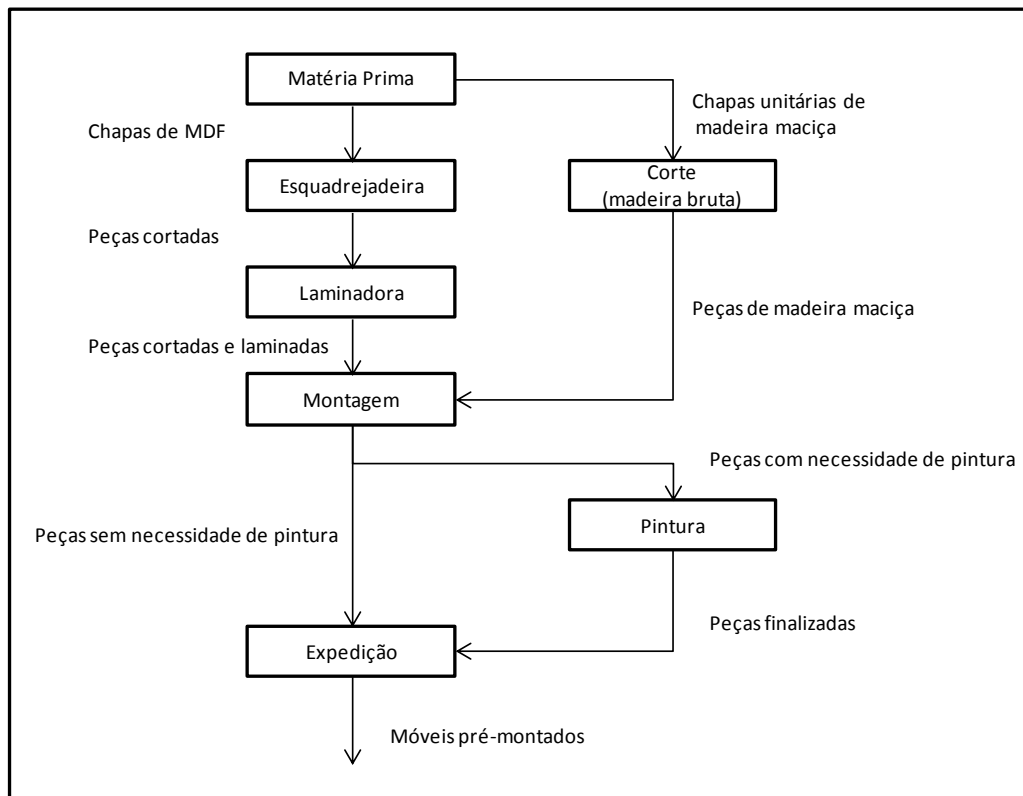 Matéria Prima
Chapas unitárias de
madeira maciça
Chapas de MDF
Esquadrejadeira
Corte
(madeira bruta)
Peças cortadas
Laminadora
Peças de madeira maciça
Peças cortadas e laminadas
Montagem
Peças com necessidade de pintura
Peças sem necessidade de pintura
Pintura
Peças finalizadas
Expedição
Móveis pré-montados